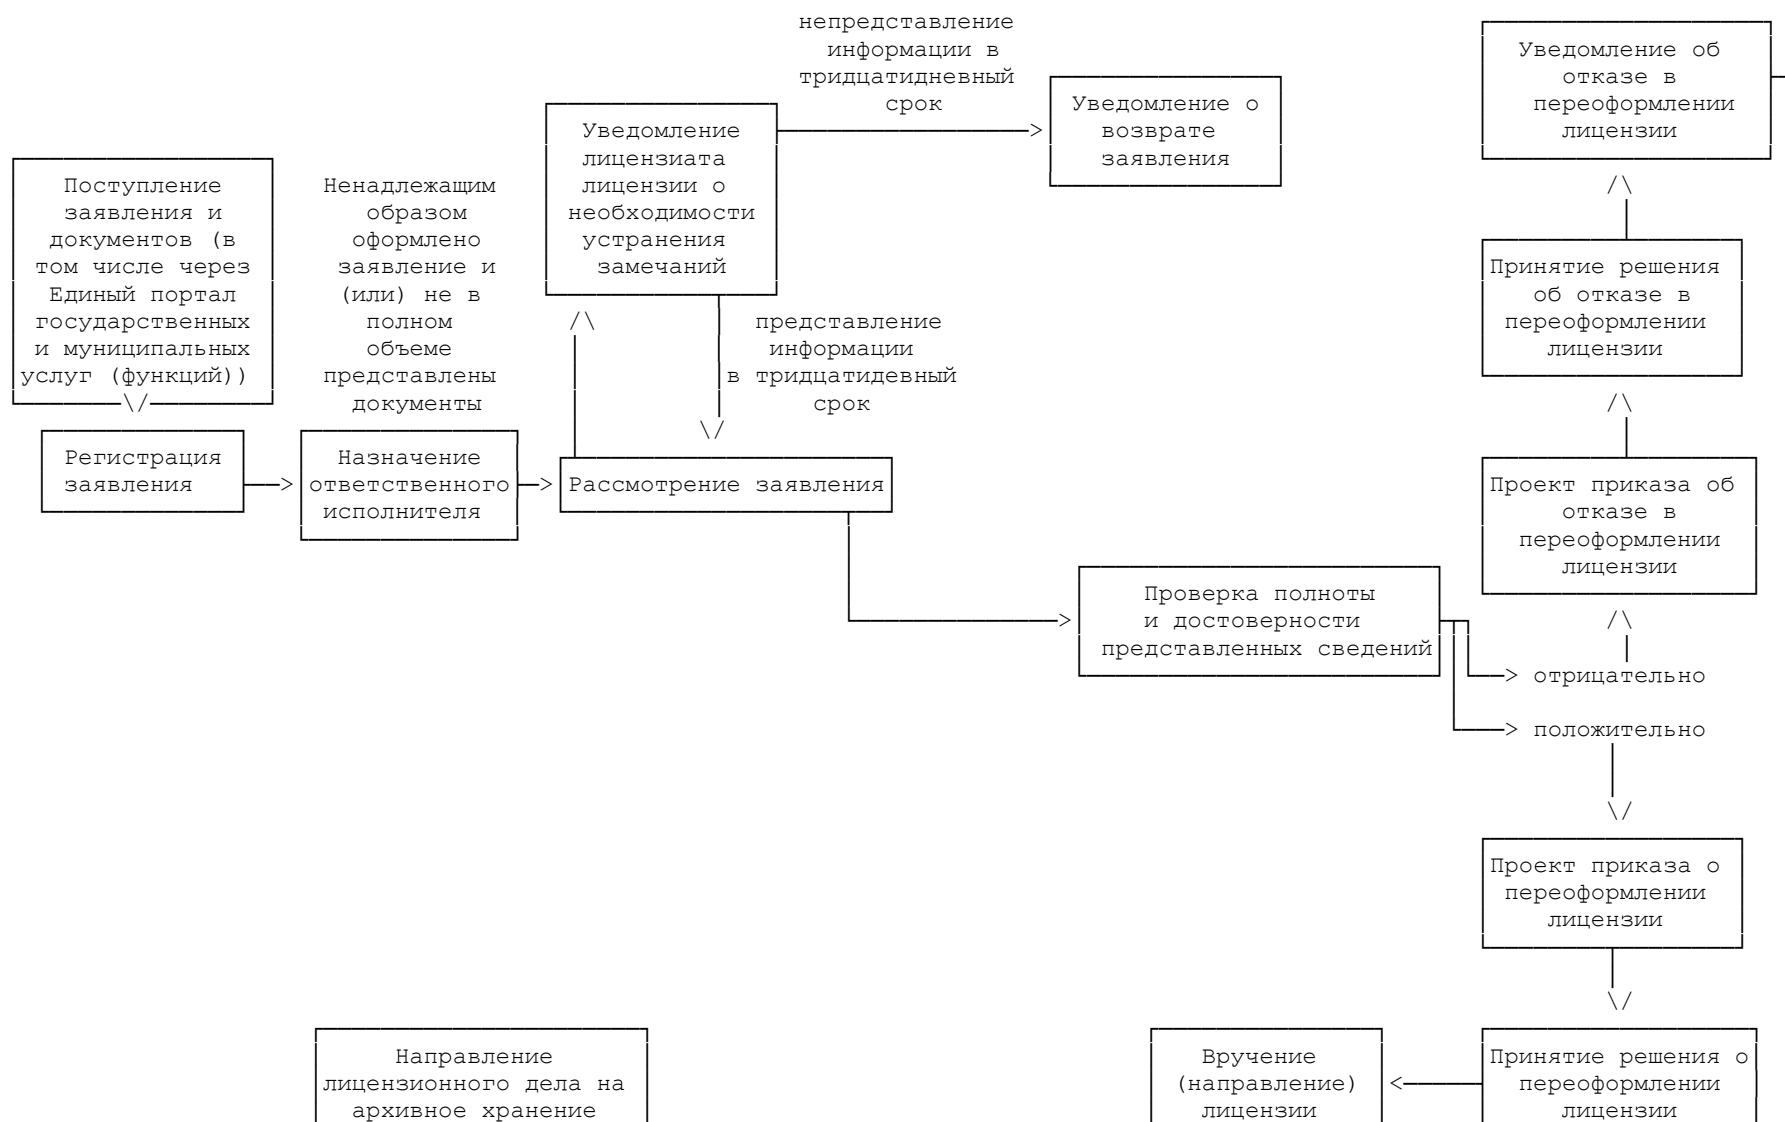 непредставление
информации в
тридцатидневный
срок
Уведомление об
отказе в
переоформлении
лицензии
Уведомление о
возврате
заявления
Уведомление
лицензиата
лицензии о
необходимости
устранения
замечаний
Поступление
заявления и
документов (в
том числе через
Единый портал
государственных
и муниципальных
услуг (функций))
Ненадлежащим
образом
оформлено
заявление и
(или) не в
полном
объеме
представлены
документы
Принятие решения
об отказе в
переоформлении
лицензии
представление
информации
в тридцатидевный
срок
Регистрация
заявления
Назначение
ответственного
исполнителя
Рассмотрение заявления
Проект приказа об
отказе в
переоформлении
лицензии
Проверка полноты
и достоверности
представленных сведений
отрицательно
положительно
Проект приказа о
переоформлении
лицензии
Направление
лицензионного дела на
архивное хранение
Вручение
(направление)
лицензии
Принятие решения о
переоформлении
лицензии